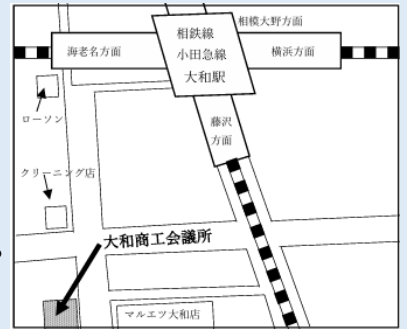 相模大野方面
相鉄線
小田急線
大和駅
海老名方面
横浜方面
ローソン
藤沢
方面
クリーニング店
大和商工会議所
マルエツ大和店